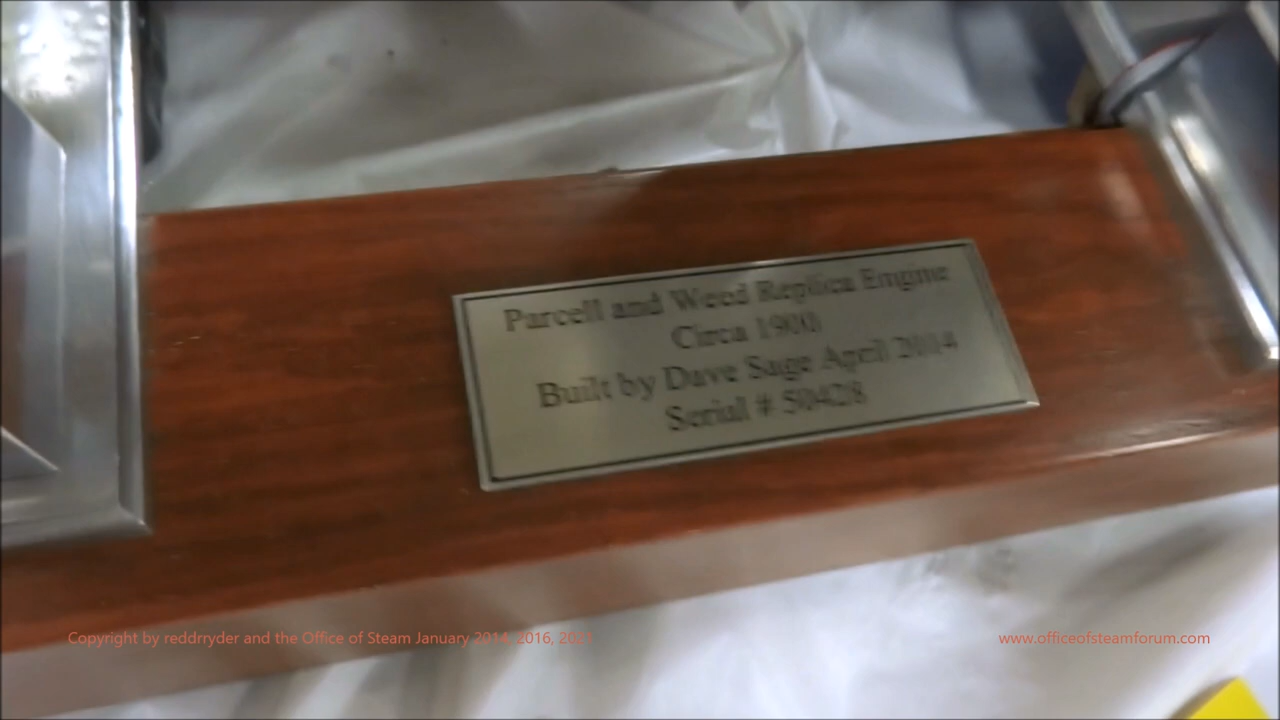 Parcell and Weed Replica Engine
Circa 1900
Built by Dave Sage April 2014
Serial # 50428
Copyright by reddrryder and the Office of Steam January 2014, 2016, 2021
www.officeofsteamforum.com